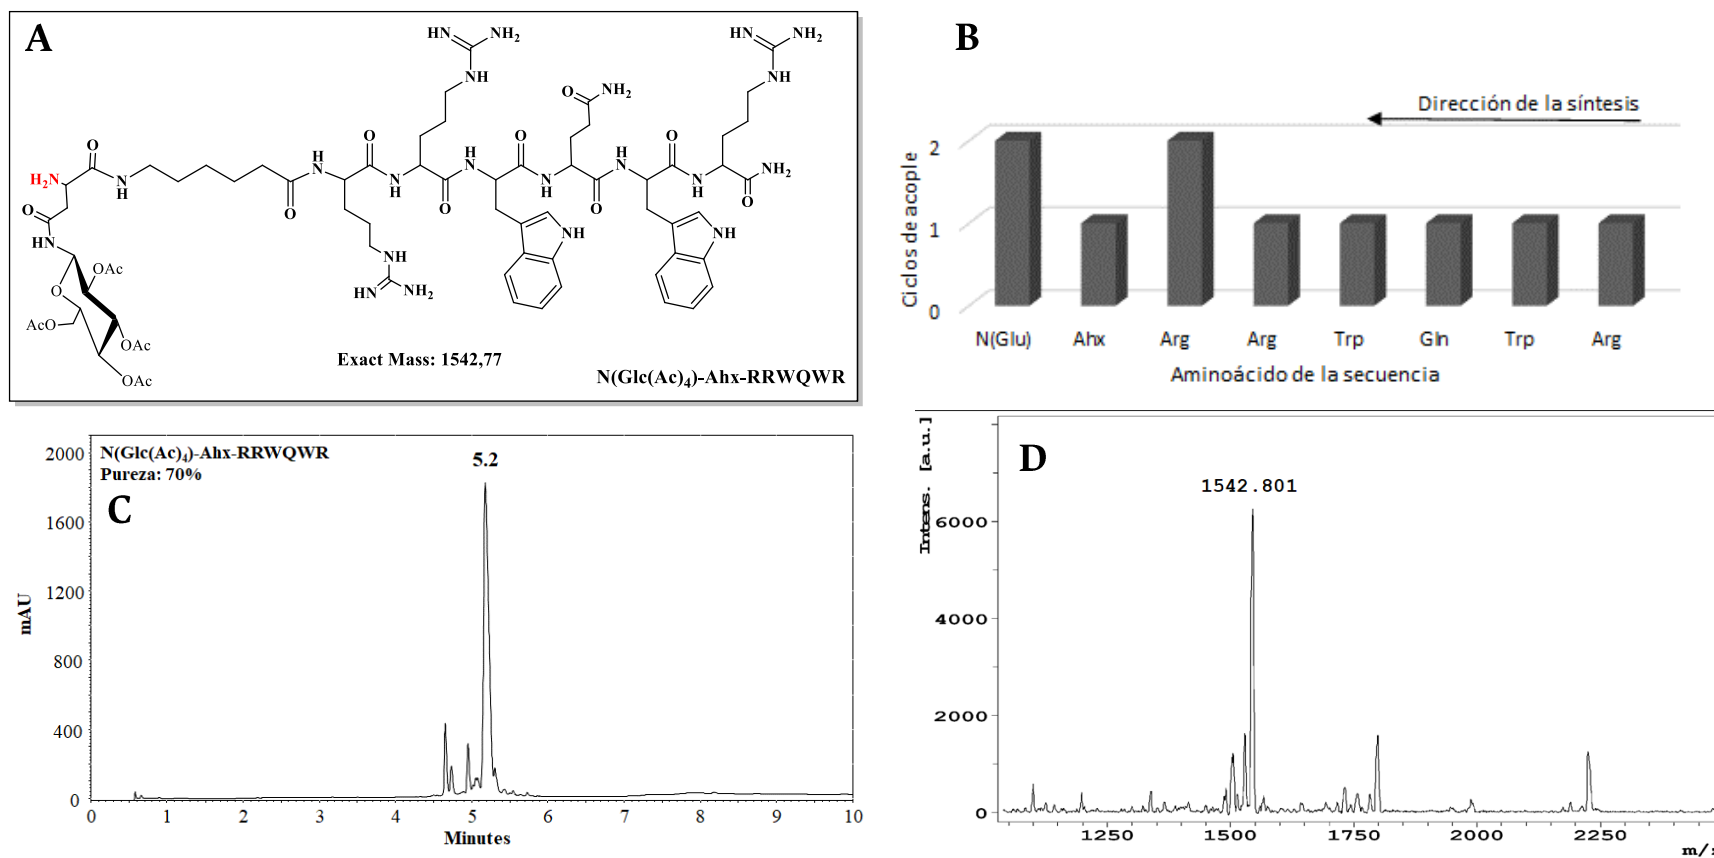 A
HN
NH₂
NH
HN
NH₂
NH
O
NH₂
O
H₂N
N
H
O
H
N
O
N
H
O
H
N
O
N
H
O
H
N
O
N
H
O
NH₂
O
HN
NH
NH
NH
HN
NH₂
O
OAc
AcO
OAc
OAc
Exact Mass: 1542,77
N(Glc(Ac)₄)-Ahx-RRWQWR
B
Dirección de la síntesis
Ciclos de acople
2
1
0
N(Glu) Ahx Arg Arg Trp Gln Trp Arg
Aminoácido de la secuencia
N(Glc(Ac)₄)-Ahx-RRWQWR
Pureza: 70%
C
5.2
mAU
2000
1600
1200
800
400
0
0 1 2 3 4 5 6 7 8 9 10
Minutes
D
1542.801
Intens. [a.u.]
6000
4000
2000
0
1250 1500 1750 2000 2250